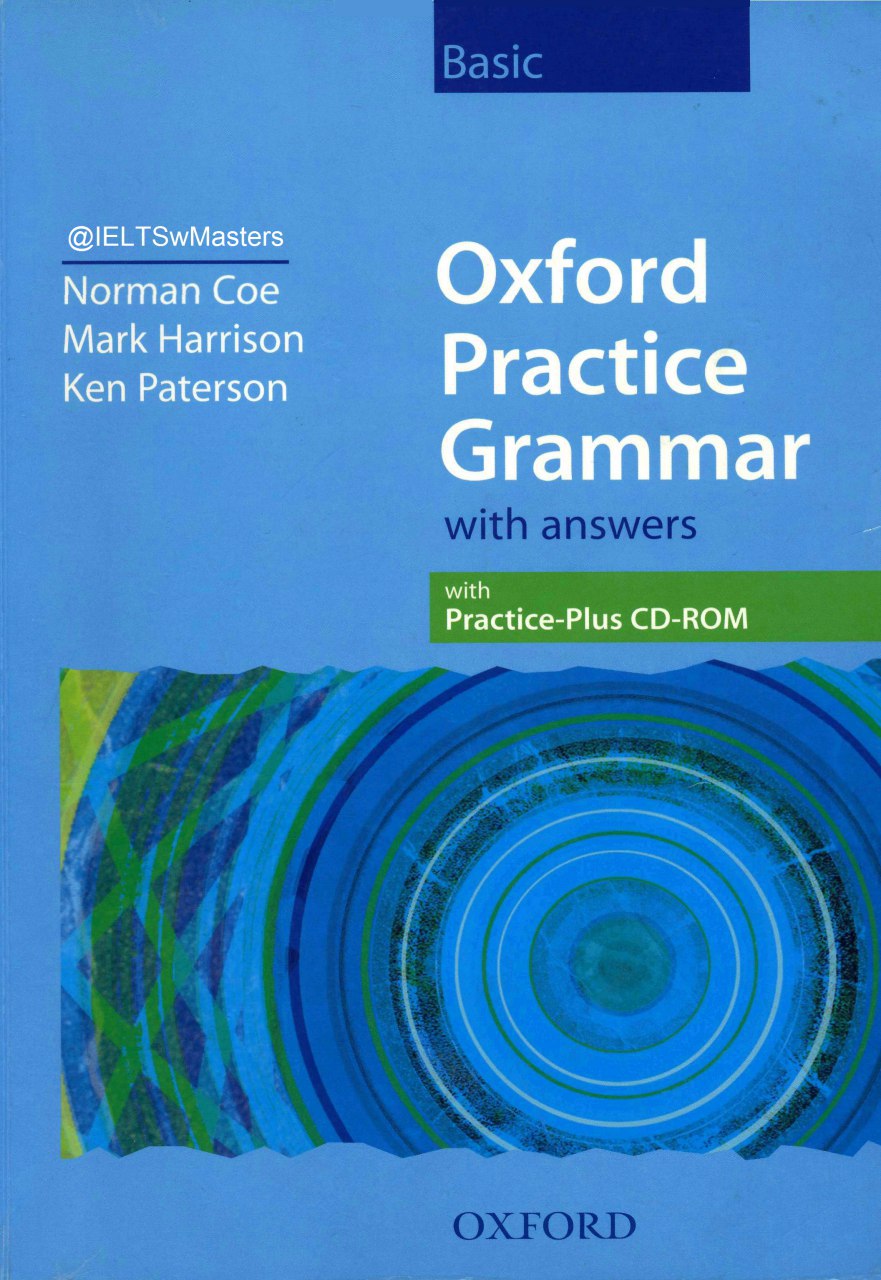 Basic
@IELTSwMasters
Norman Coe
Mark Harrison
Ken Paterson
Oxford
Practice
Grammar
with answers
with
Practice-Plus CD-ROM
OXFORD